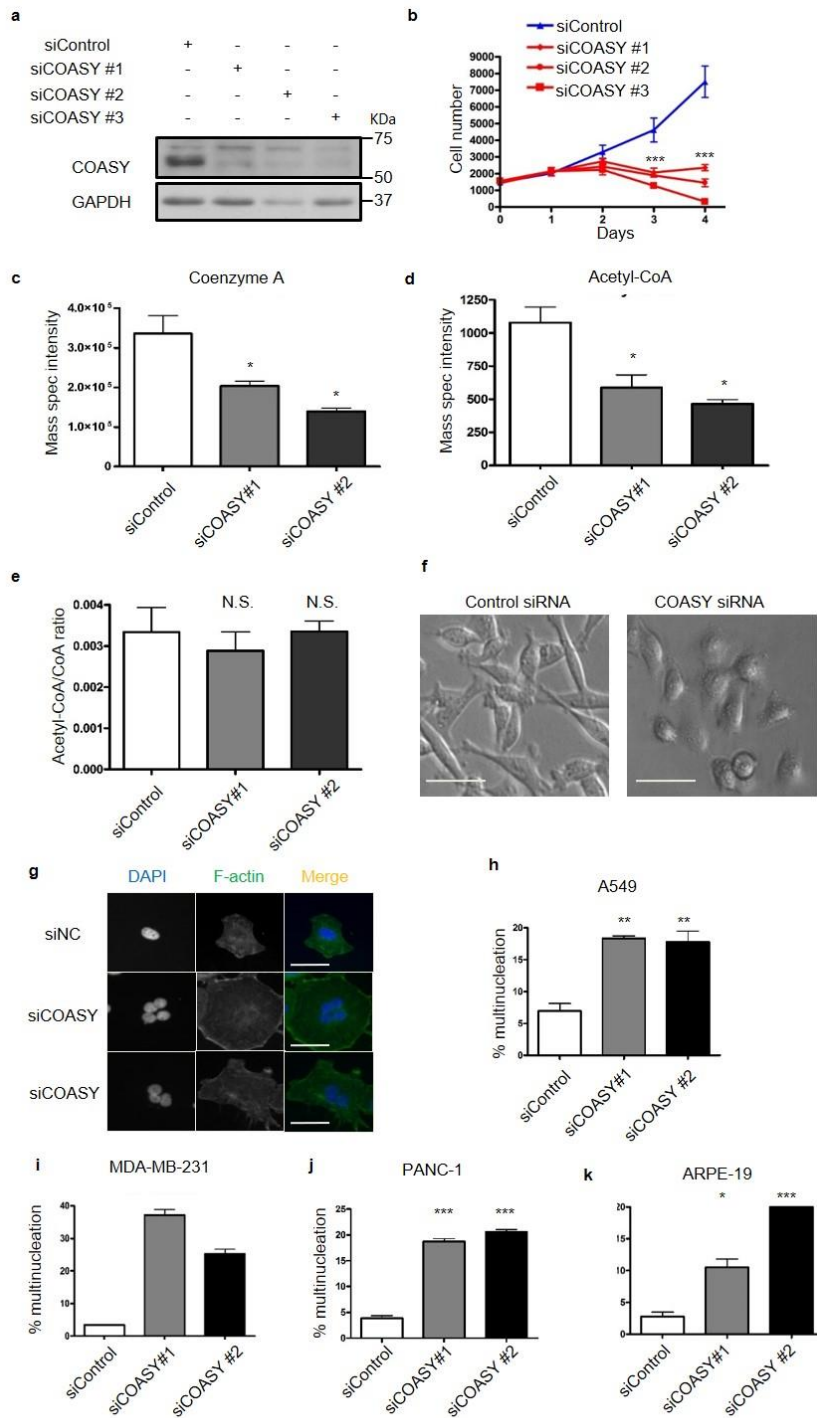 a
siControl + - - -
siCOASY #1 - + - -
siCOASY #2 - - + -
siCOASY #3 - - - + KDa
COASY
75
50
GAPDH
37
b
siControl
siCOASY #1
siCOASY #2
siCOASY #3
Cell number
9000
8000
7000
6000
5000
4000
3000
2000
1000
0
*** ***
0 1 2 3 4
Days
c
Coenzyme A
Mass spec intensity
4.0×10⁵
3.0×10⁵
2.0×10⁵
1.0×10⁵
0
* *
siControl
siCOASY#1
siCOASY #2
d
Acetyl-CoA
Mass spec intensity
1250
1000
750
500
250
0
* *
siControl
siCOASY#1
siCOASY #2
e
Acetyl-CoA/CoA ratio
0.004
0.003
0.002
0.001
0.000
N.S. N.S.
siControl
siCOASY#1
siCOASY #2
f
Control siRNA COASY siRNA
g
DAPI F-actin Merge
siNC
siCOASY
siCOASY
h
A549
% multinucleation
20
15
10
5
0
** **
siControl
siCOASY#1
siCOASY #2
i
MDA-MB-231
% multinucleation
40
30
20
10
0
siControl
siCOASY#1
siCOASY #2
j
PANC-1
% multinucleation
25
20
15
10
5
0
*** ***
siControl
siCOASY#1
siCOASY #2
k
ARPE-19
% multinucleation
20
15
10
5
0
* ***
siControl
siCOASY#1
siCOASY #2